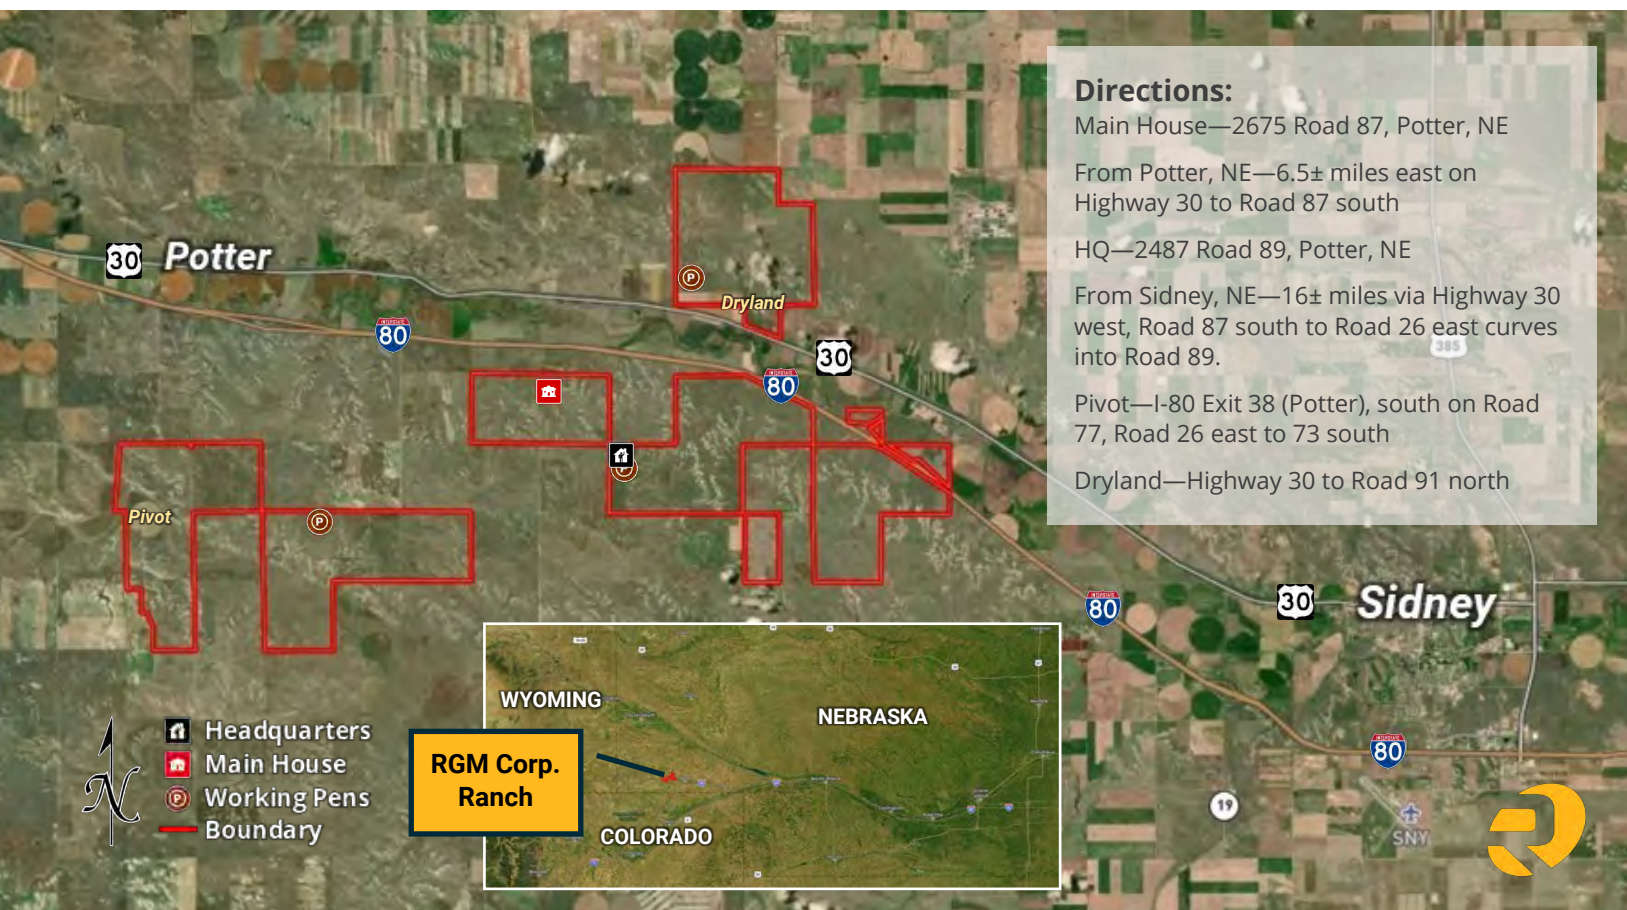 Directions:
Main House—2675 Road 87, Potter, NE
From Potter, NE—6.5± miles east on
Highway 30 to Road 87 south
HQ—2487 Road 89, Potter, NE
From Sidney, NE—16± miles via Highway 30
west, Road 87 south to Road 26 east curves
into Road 89.
Pivot—I-80 Exit 38 (Potter), south on Road
77, Road 26 east to 73 south
Dryland—Highway 30 to Road 91 north
30
Potter
INTERSTATE
80
P
Dryland
30
INTERSTATE
80
385
Pivot
P
INTERSTATE
80
30
Sidney
INTERSTATE
80
19
SNY
N
Headquarters
Main House
P Working Pens
Boundary
WYOMING
NEBRASKA
COLORADO
RGM Corp.
Ranch